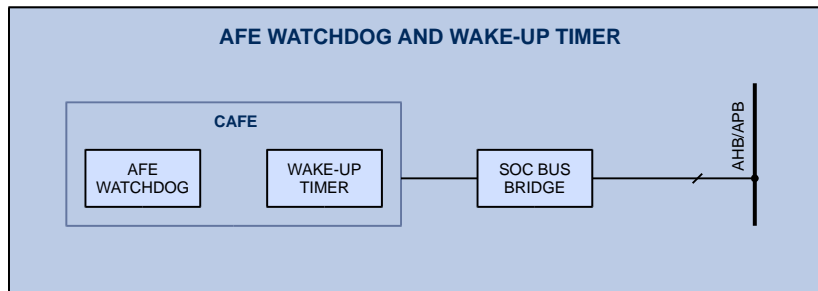 AFE WATCHDOG AND WAKE-UP TIMER
CAFE
AFE
WATCHDOG
WAKE-UP
TIMER
SOC BUS
BRIDGE
AHB/APB